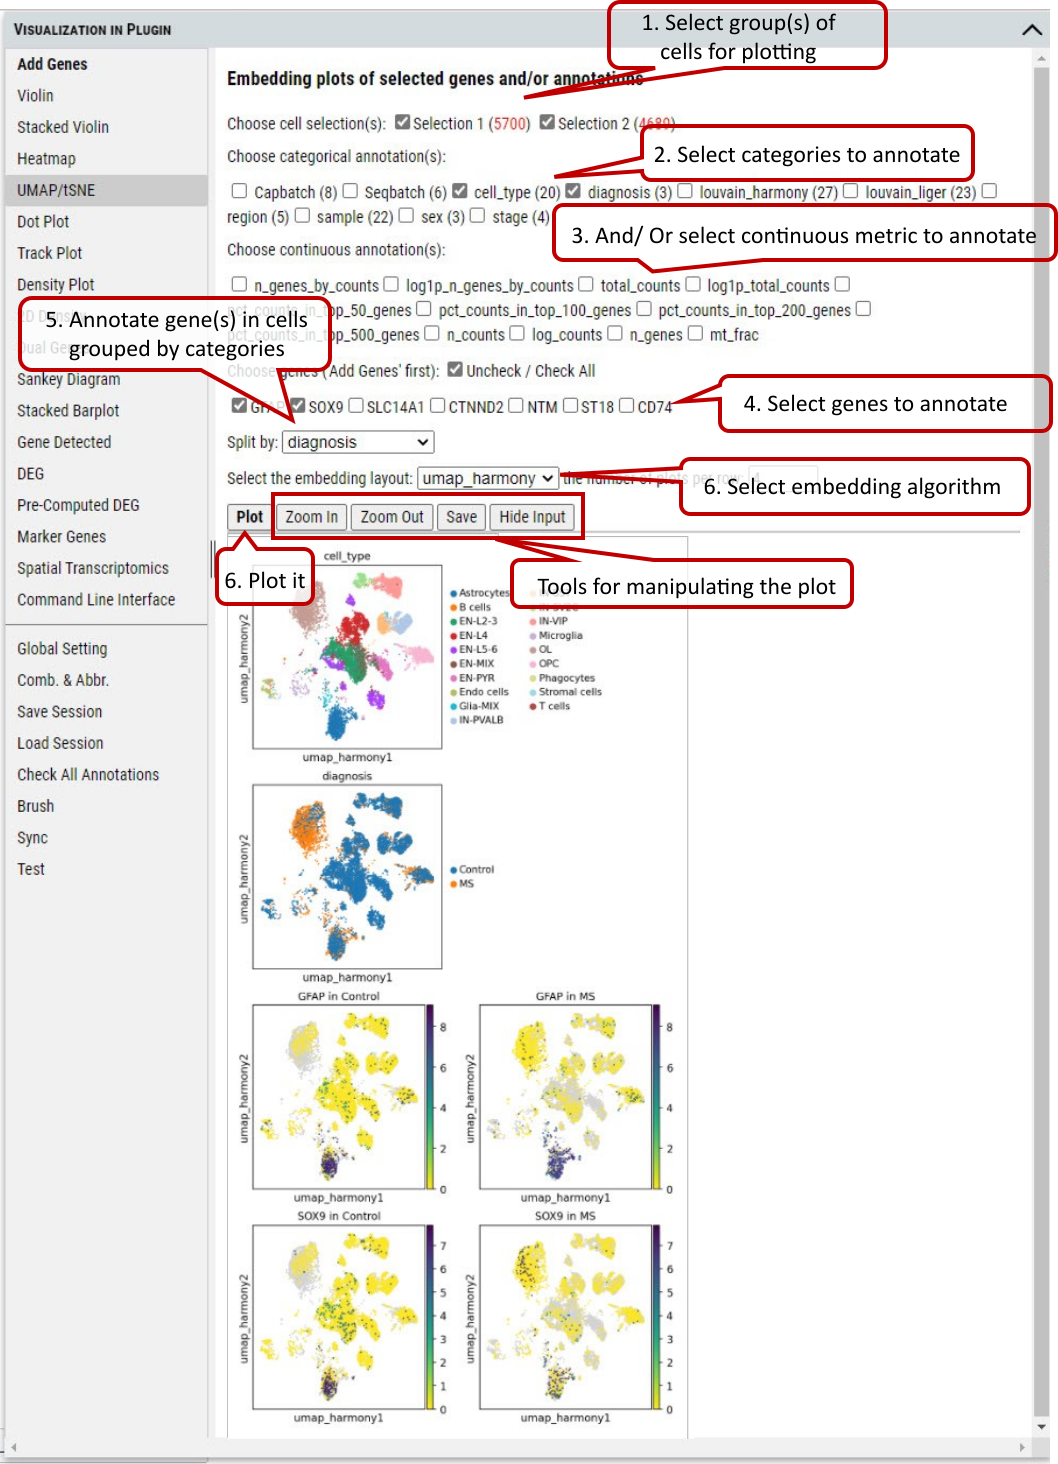 1. Select group(s) of
cells for plotting
VISUALIZATION IN PLUGIN
Add Genes
Violin
Stacked Violin
Heatmap
UMAP/tSNE
Dot Plot
Track Plot
Density Plot
Sankey Diagram
Stacked Barplot
Gene Detected
DEG
Pre-Computed DEG
Marker Genes
Spatial Transcriptomics
Command Line Interface
Global Setting
Comb. & Abbr.
Save Session
Load Session
Check All Annotations
Brush
Sync
Test
Embedding plots of selected genes and/or annotations
Choose cell selection(s): Selection 1 (5700) Selection 2 (4689)
Choose categorical annotation(s):
2. Select categories to annotate
Capbatch (8) Seqbatch (6) cell_type (20) diagnosis (3) louvain_harmony (27) louvain_liger (23)
region (5) sample (22) sex (3) stage (4)
3. And/ Or select continuous metric to annotate
Choose continuous annotation(s):
n_genes_by_counts log1p_n_genes_by_counts total_counts log1p_total_counts
pct_counts_in_top_50_genes pct_counts_in_top_100_genes pct_counts_in_top_200_genes
pct_counts_in_top_500_genes n_counts log_counts n_genes mt_frac
5. Annotate gene(s) in cells
grouped by categories
Choose genes ('Add Genes' first): Uncheck / Check All
GFAP SOX9 SLC14A1 CTNND2 NTM ST18 CD74
4. Select genes to annotate
Split by: diagnosis
Select the embedding layout: umap_harmony the number of plots per row: 4
6. Select embedding algorithm
Plot Zoom In Zoom Out Save Hide Input
6. Plot it
Tools for manipulating the plot
cell_type
umap_harmony2
umap_harmony1
Astrocytes
B cells
EN-L2-3
EN-L4
EN-L5-6
EN-MIX
EN-PYR
Endo cells
Glia-MIX
IN-PVALB
IN-VIP
Microglia
OL
OPC
Phagocytes
Stromal cells
T cells
diagnosis
umap_harmony2
umap_harmony1
Control
MS
GFAP in Control
umap_harmony2
umap_harmony1
8
6
4
2
0
GFAP in MS
umap_harmony2
umap_harmony1
8
6
4
2
0
SOX9 in Control
umap_harmony2
umap_harmony1
7
6
5
4
3
2
1
0
SOX9 in MS
umap_harmony2
umap_harmony1
7
6
5
4
3
2
1
0